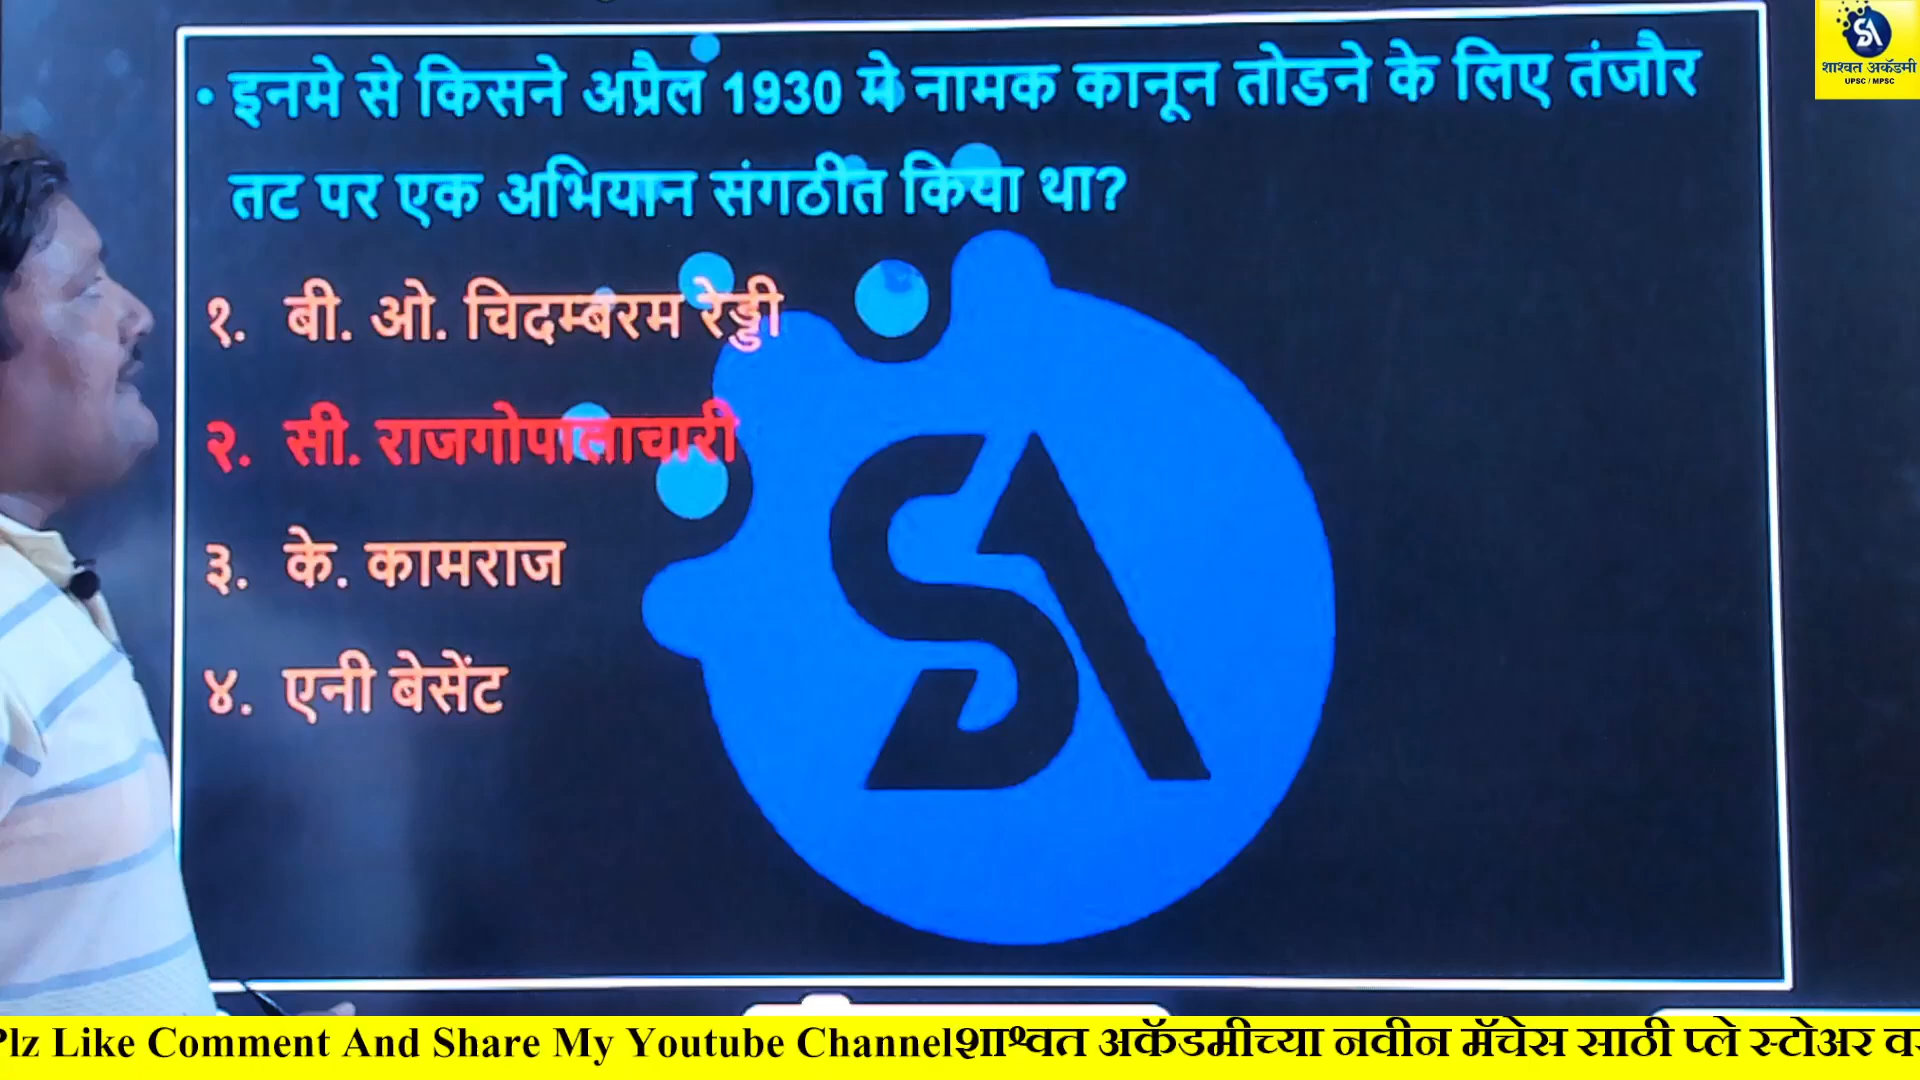 शाश्वत अकॅडमी
UPSC / MPSC
• इनमे से किसने अप्रैल 1930 मे नामक कानून तोडने के लिए तंजौर
तट पर एक अभियान संगठीत किया था?
१. बी. ओ. चिदम्बरम रेड्डी
२. सी. राजगोपालाचारी
३. के. कामराज
४. एनी बेसेंट
Plz Like Comment And Share My Youtube Channelशाश्वत अकॅडमीच्या नवीन मॅचेस साठी प्ले स्टोअर